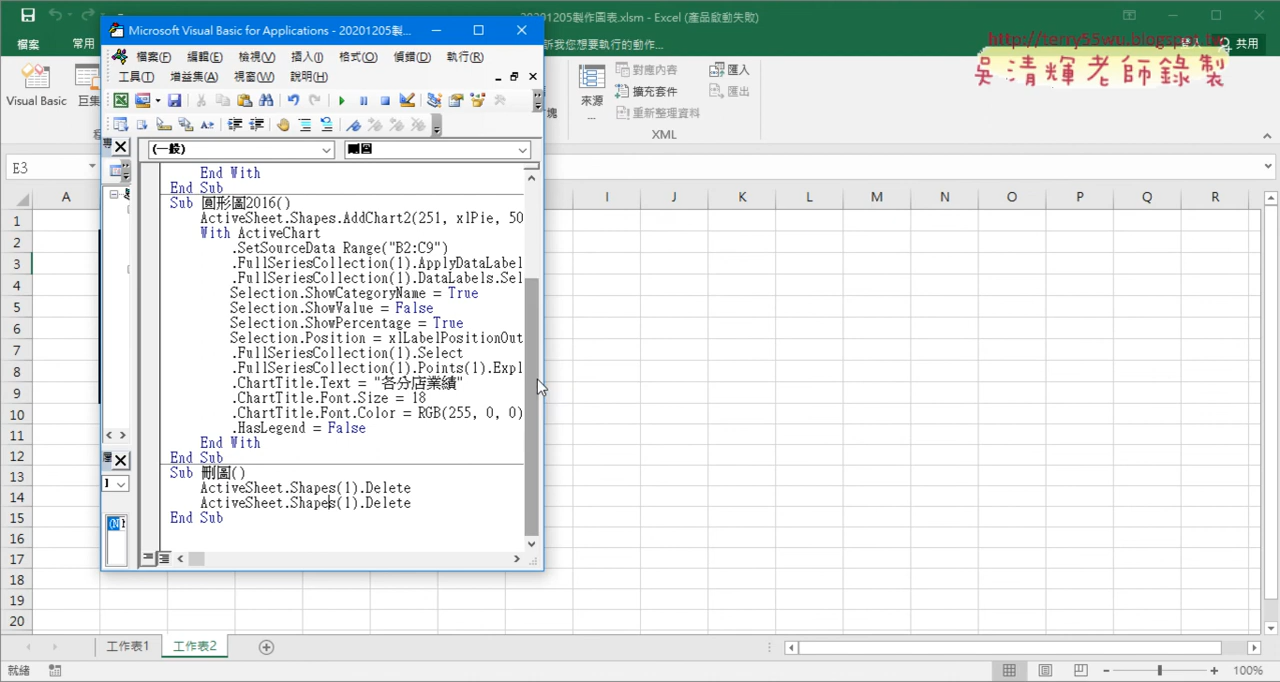 20201205製作圖表.xlsm - Excel (產品啟動失敗)
檔案 常用 訴我您想要執行的動作... 登入 共用
http://terry55wu.blogspot.tw
吳清輝老師錄製
Visual Basic 巨集
來源
...
對應內容 匯入
擴充套件 匯出
重新整理資料
XML
E3
Microsoft Visual Basic for Applications - 20201205製...
檔案(F) 編輯(E) 檢視(V) 插入(I) 格式(O) 偵錯(D) 執行(R)
工具(T) 增益集(A) 視窗(W) 說明(H)
(一般) 刪圖
End With
End Sub
Sub 圓形圖2016()
ActiveSheet.Shapes.AddChart2(251, xlPie, 50
With ActiveChart
.SetSourceData Range("B2:C9")
.FullSeriesCollection(1).ApplyDataLabel
.FullSeriesCollection(1).DataLabels.Sel
Selection.ShowCategoryName = True
Selection.ShowValue = False
Selection.ShowPercentage = True
Selection.Position = xlLabelPositionOut
.FullSeriesCollection(1).Select
.FullSeriesCollection(1).Points(1).Expl
.ChartTitle.Text = "各分店業績"
.ChartTitle.Font.Size = 18
.ChartTitle.Font.Color = RGB(255, 0, 0)
.HasLegend = False
End With
End Sub
Sub 刪圖()
ActiveSheet.Shapes(1).Delete
ActiveSheet.Shapes(1).Delete
End Sub
A I J K L M N O P Q R
1
2
3
4
5
6
7
8
9
10
11
12
13
14
15
16
17
18
19
20
工作表1 工作表2
就緒 100%